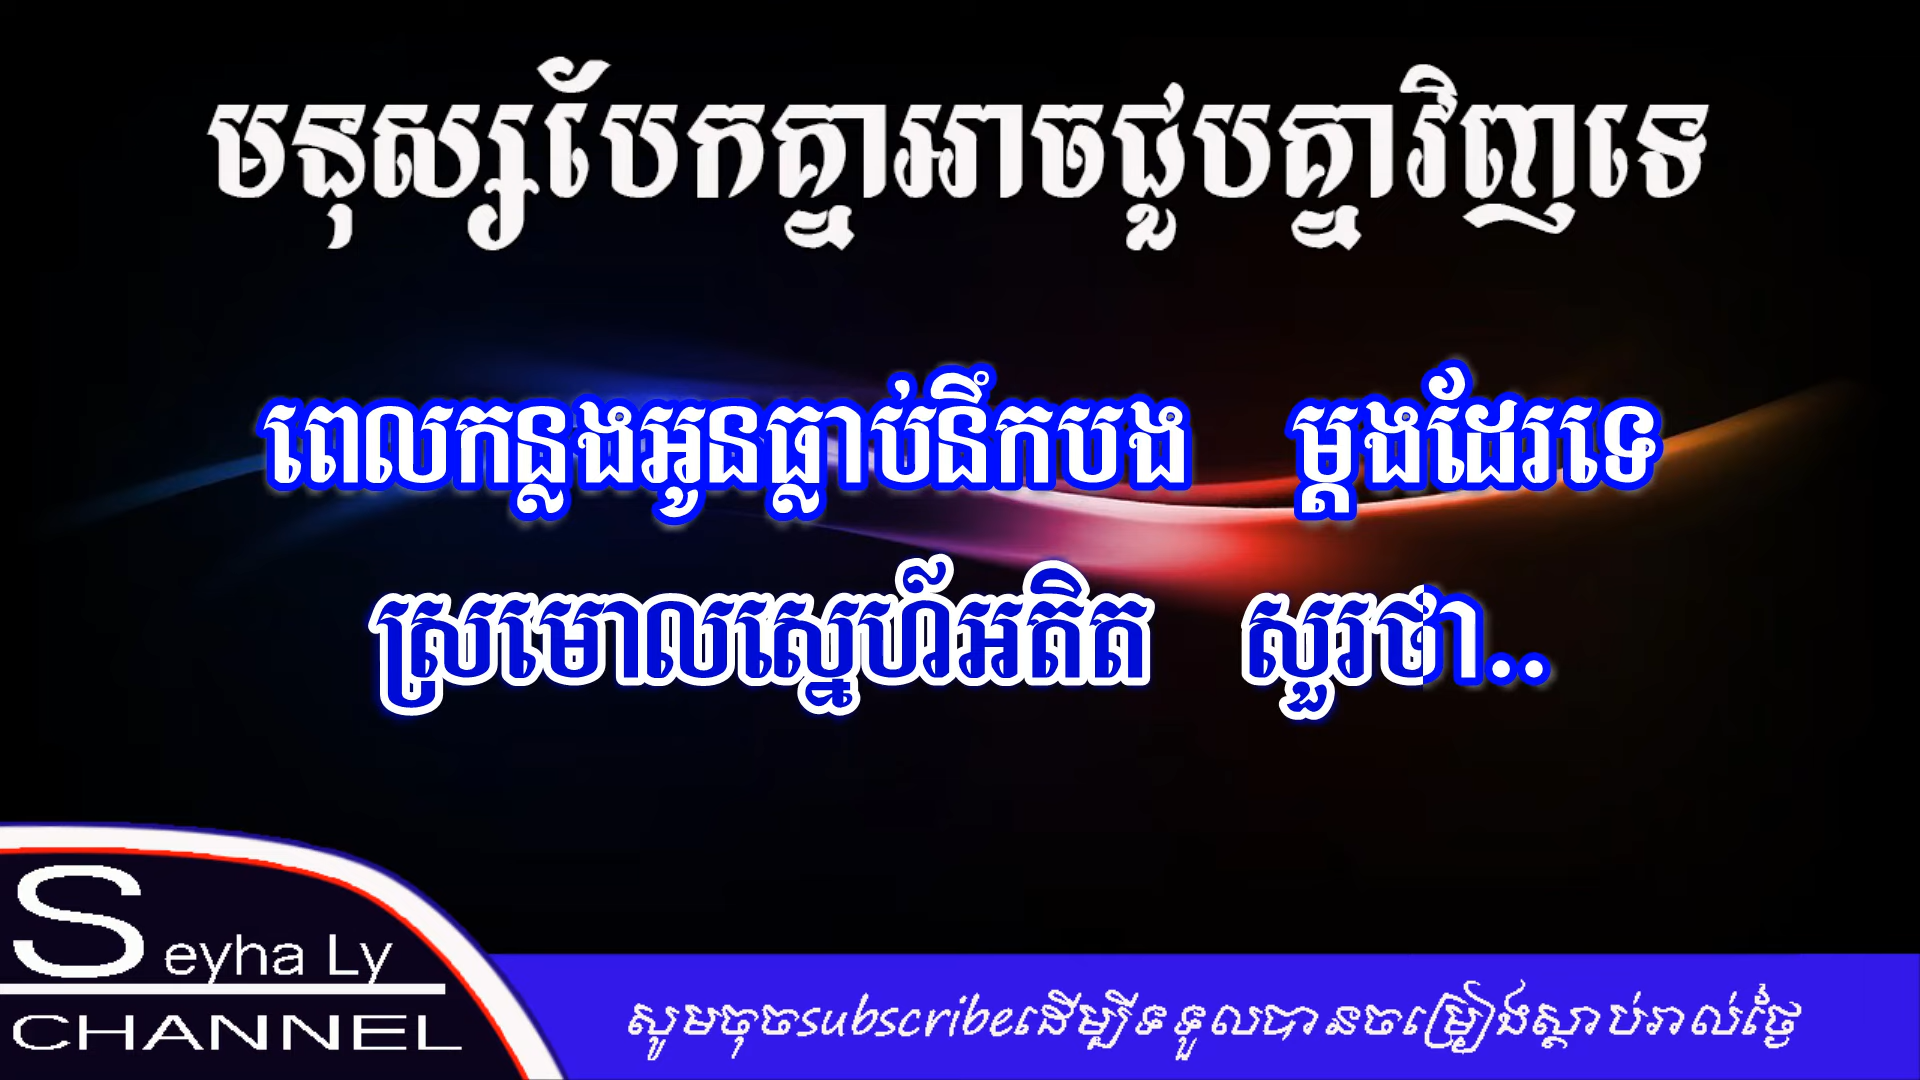 មនុស្សបែកគ្នាអាចជួបគ្នាវិញទេ
ពេលកន្លងអូនធ្លាប់នឹកបង ម្តងដែរទេ
ស្រមោលស្នេហ៍អតិត សួរថា..
Seyha Ly
CHANNEL
សូមចុចsubscribeដើម្បីទទួលបានចម្រៀងស្តាប់រាល់ថ្ងៃ